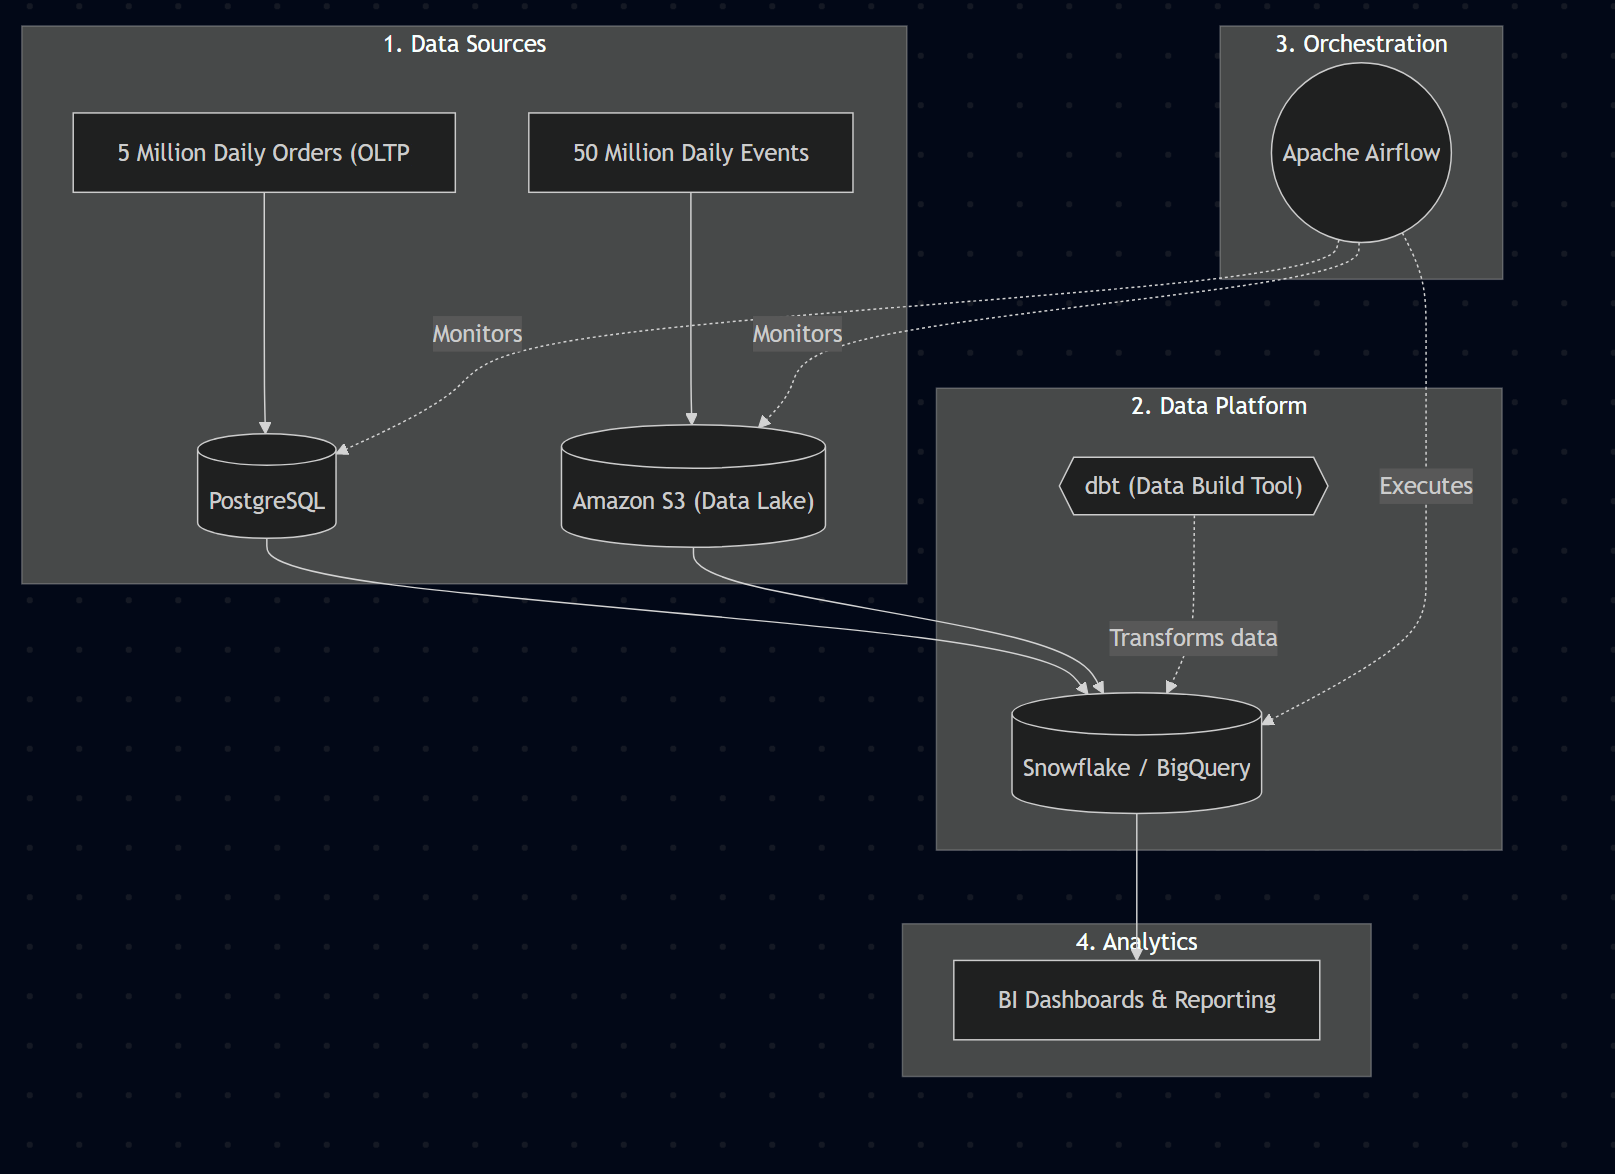 1. Data Sources
5 Million Daily Orders (OLTP
50 Million Daily Events
Monitors
Monitors
PostgreSQL
Amazon S3 (Data Lake)
3. Orchestration
Apache Airflow
2. Data Platform
dbt (Data Build Tool)
Executes
Transforms data
Snowflake / BigQuery
4. Analytics
BI Dashboards & Reporting